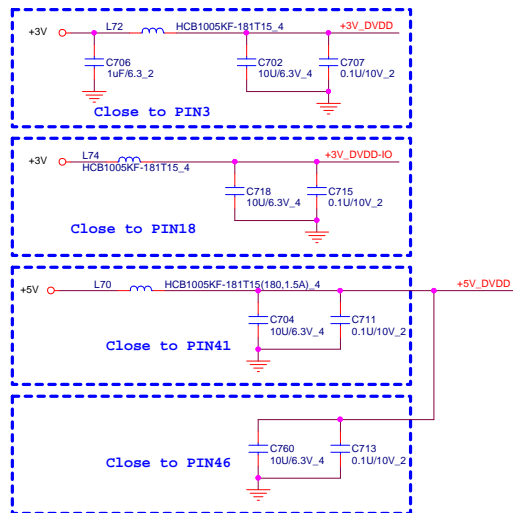 L72 HCB1005KF-181T15_4 +3V_DVDD
+3V
C706 C702 C707
1uF/6.3_2 10U/6.3V_4 0.1U/10V_2
Close to PIN3
L74 +3V_DVDD-IO
+3V
HCB1005KF-181T15_4
C718 C715
10U/6.3V_4 0.1U/10V_2
Close to PIN18
L70 HCB1005KF-181T15(180,1.5A)_4 +5V_DVDD
+5V
C704 C711
10U/6.3V_4 0.1U/10V_2
Close to PIN41
C760 C713
10U/6.3V_4 0.1U/10V_2
Close to PIN46